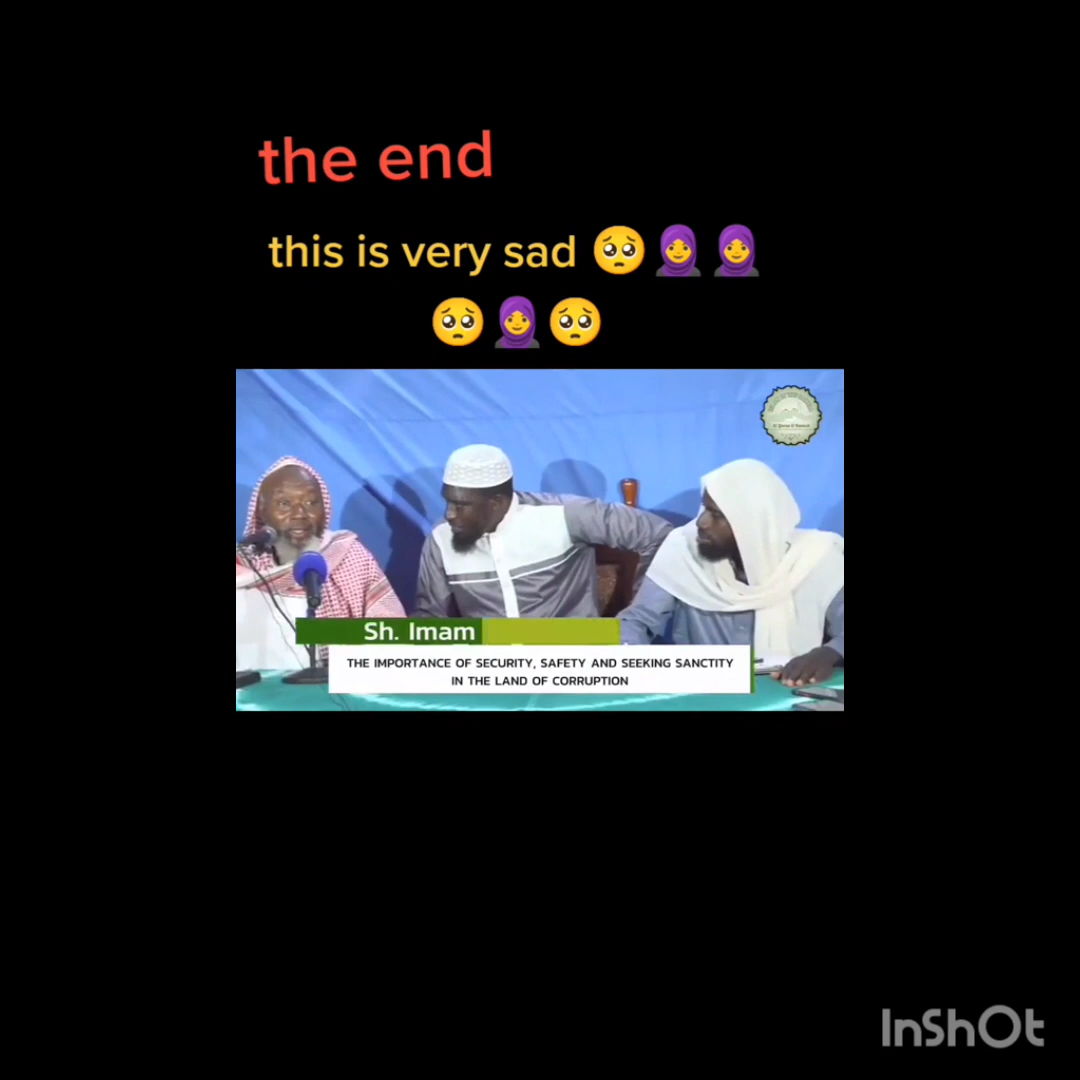 the end
this is very sad 🥺🧕🧕
🥺🧕🥺
Sh. Imam
THE IMPORTANCE OF SECURITY, SAFETY AND SEEKING SANCTITY
IN THE LAND OF CORRUPTION
InShOt